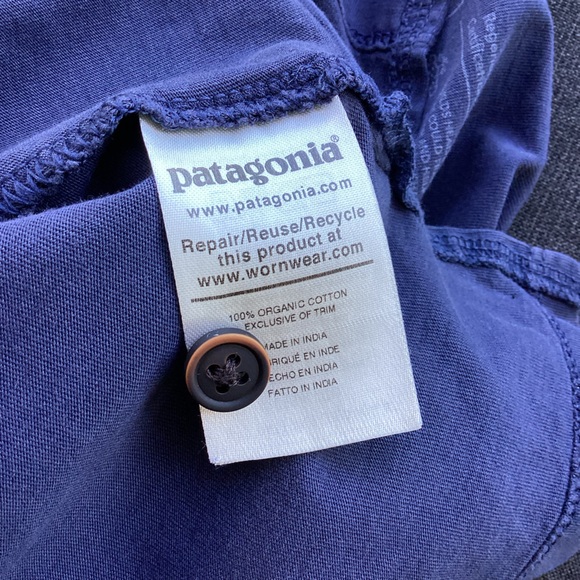 patagonia®
www.patagonia.com
Repair/Reuse/Recycle
this product at
www.wornwear.com
100% ORGANIC COTTON
EXCLUSIVE OF TRIM
MADE IN INDIA
RIQUÉ EN INDE
ECHO EN INDIA
FATTO IN INDIA